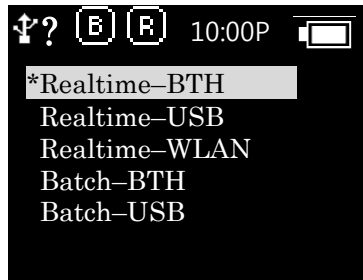 ? B R 10:00P
*Realtime–BTH
Realtime–USB
Realtime–WLAN
Batch–BTH
Batch–USB